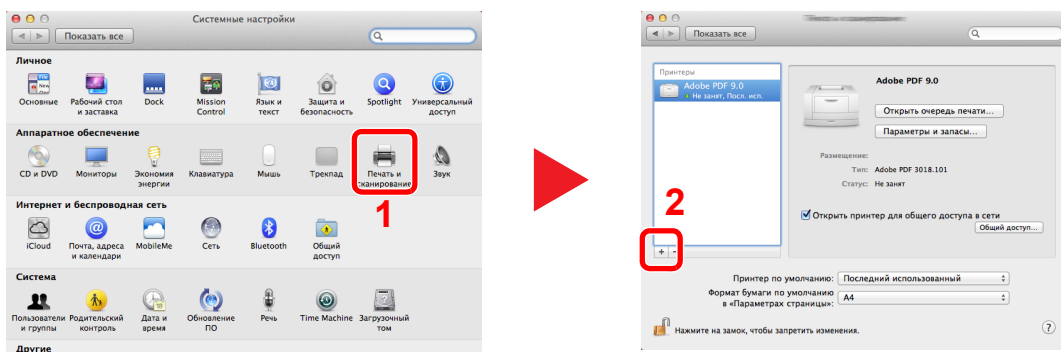 Системные настройки
Показать все
Личное
Основные
Рабочий стол
и заставка
Dock
Mission
Control
Язык и
текст
Защита и
безопасность
Spotlight
Универсальный
доступ
Аппаратное обеспечение
CD и DVD
Мониторы
Экономия
энергии
Клавиатура
Мышь
Трекпад
Печать и
сканирование
Звук
1
Интернет и беспроводная сеть
iCloud
Почта, адреса
и календари
MobileMe
Сеть
Bluetooth
Общий
доступ
Система
Пользователи
и группы
Родительский
контроль
Дата и
время
Обновление
ПО
Речь
Time Machine
Загрузочный
том
Другие
Показать все
Принтеры
Adobe PDF 9.0
Не занят, Посл. исп.
2
+ -
Adobe PDF 9.0
Открыть очередь печати...
Параметры и запасы...
Размещение:
Тип: Adobe PDF 3018.101
Статус: Не занят
Открыть принтер для общего доступа в сети
Общий доступ...
Принтер по умолчанию: Последний использованный
Формат бумаги по умолчанию
в «Параметрах страницы»: A4
Нажмите на замок, чтобы запретить изменения.
?